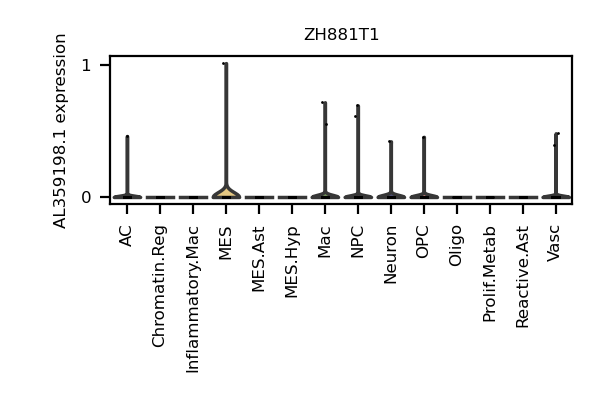 ZH881T1
AL359198.1 expression
1
0
AC
Chromatin.Reg
Inflammatory.Mac
MES
MES.Ast
MES.Hyp
Mac
NPC
Neuron
OPC
Oligo
Prolif.Metab
Reactive.Ast
Vasc